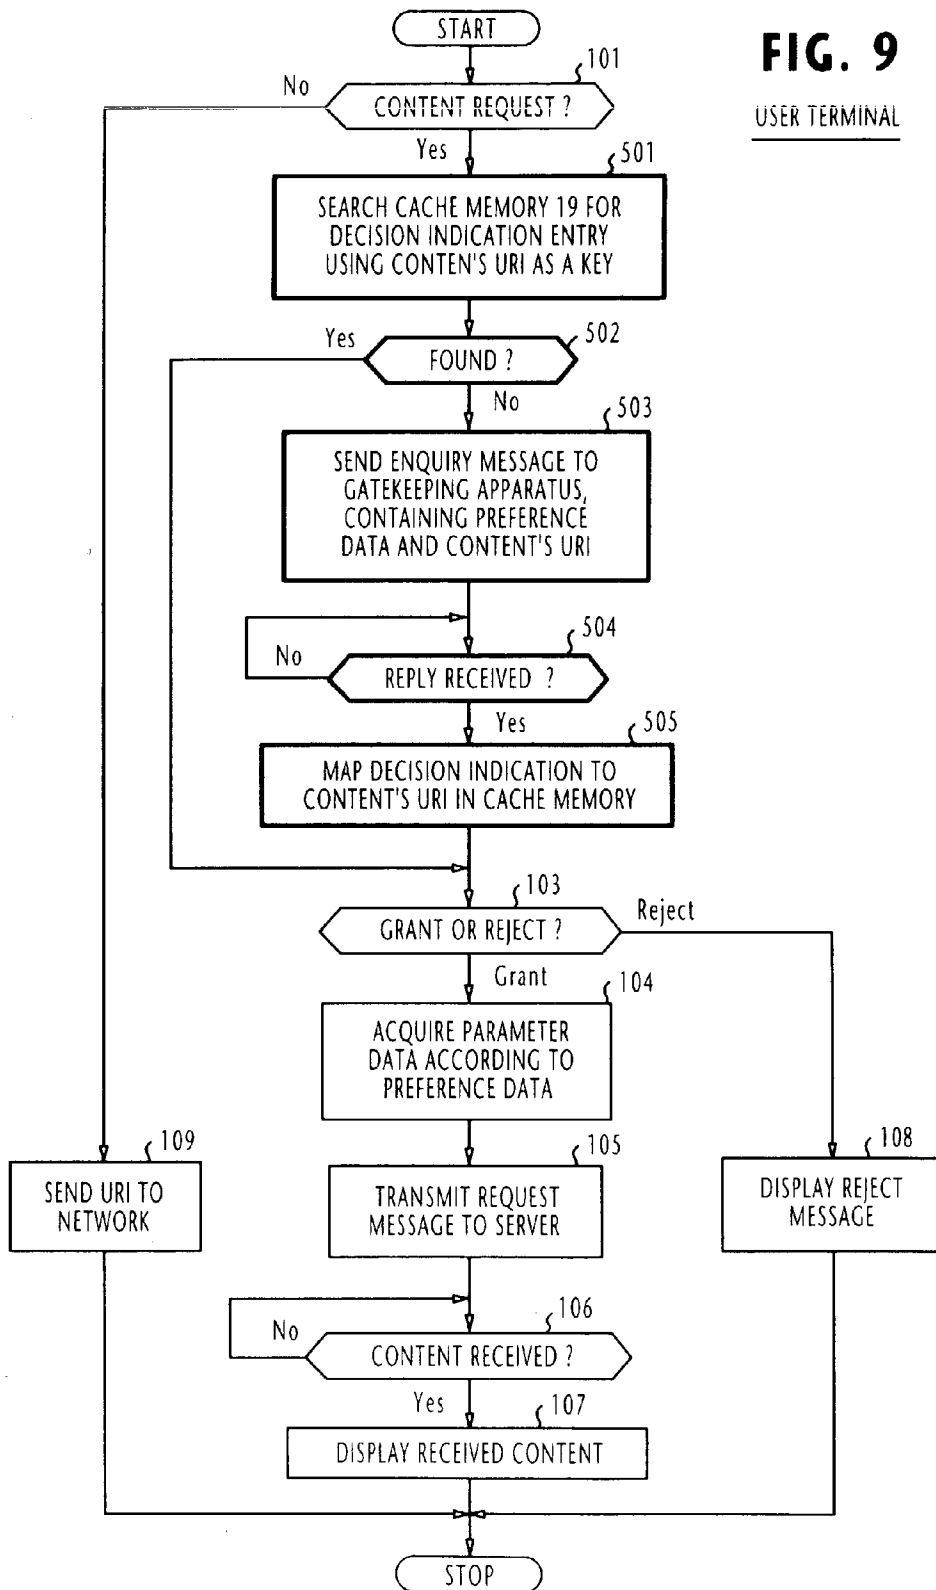 START
FIG. 9
USER TERMINAL
101
No
CONTENT REQUEST ?
Yes
501
SEARCH CACHE MEMORY 19 FOR
DECISION INDICATION ENTRY
USING CONTEN'S URI AS A KEY
Yes
502
FOUND ?
No
503
SEND ENQUIRY MESSAGE TO
GATEKEEPING APPARATUS,
CONTAINING PREFERENCE
DATA AND CONTENT'S URI
504
No
REPLY RECEIVED ?
Yes
505
MAP DECISION INDICATION TO
CONTENT'S URI IN CACHE MEMORY
103
GRANT OR REJECT ?
Reject
Grant
104
ACQUIRE PARAMETER
DATA ACCORDING TO
PREFERENCE DATA
109
SEND URI TO
NETWORK
105
TRANSMIT REQUEST
MESSAGE TO SERVER
108
DISPLAY REJECT
MESSAGE
106
No
CONTENT RECEIVED ?
Yes
107
DISPLAY RECEIVED CONTENT
STOP